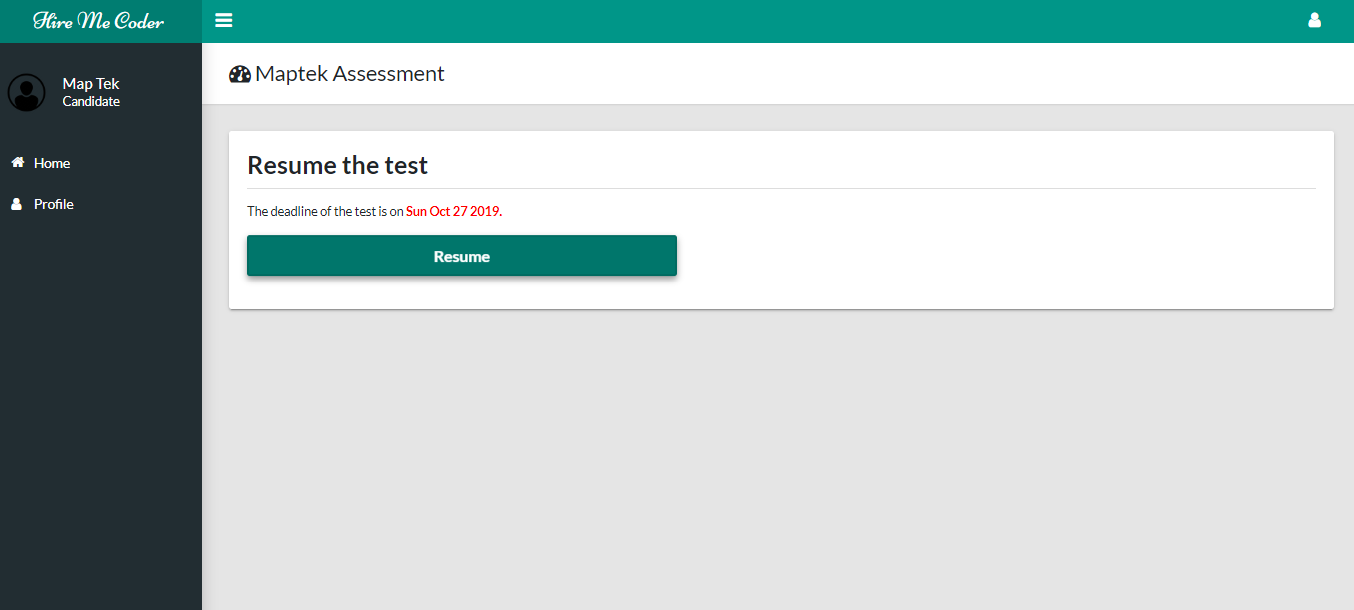 Hire Me Coder
Maptek Assessment
Map Tek
Candidate
Home
Profile
Resume the test
The deadline of the test is on Sun Oct 27 2019.
Resume